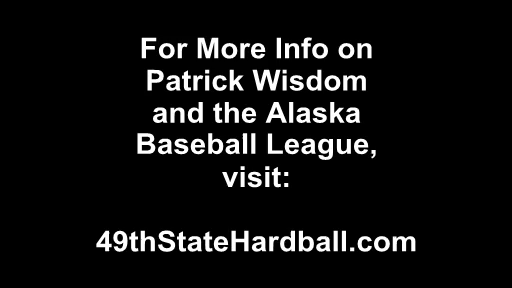 For More Info on
Patrick Wisdom
and the Alaska
Baseball League,
visit:
49thStateHardball.com